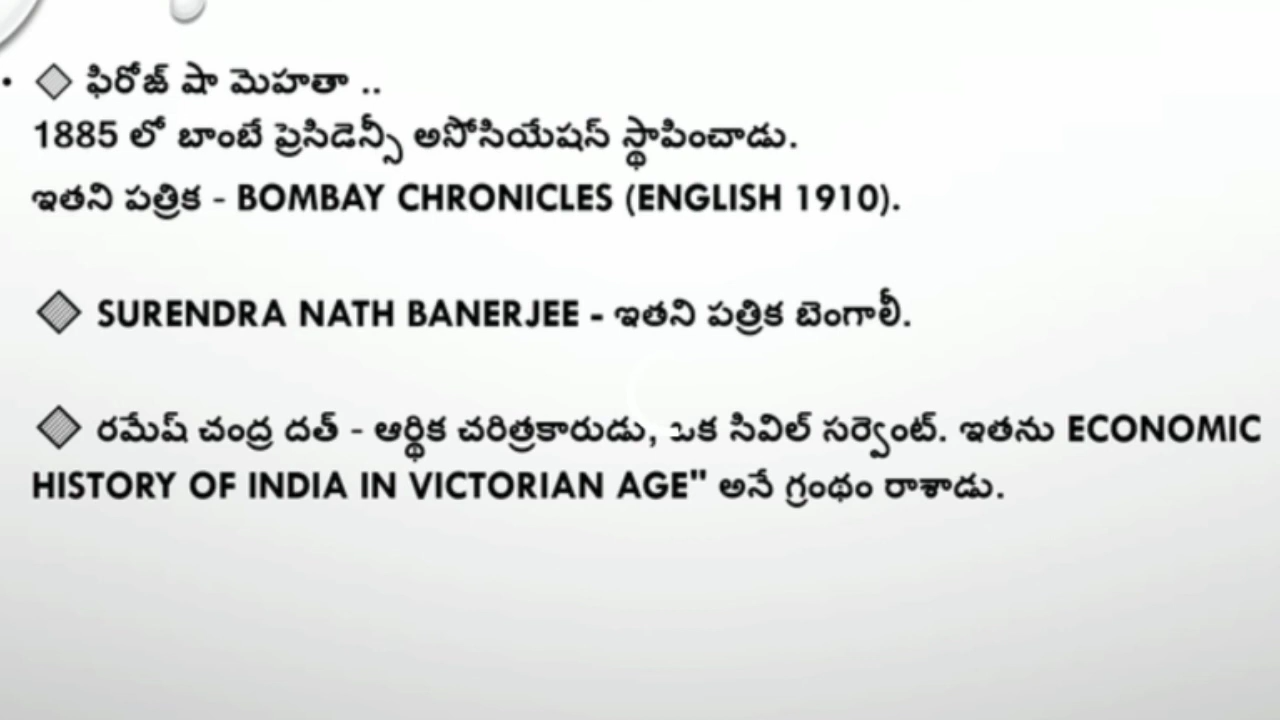 • ◈ ఫిరోజ్ షా మెహతా ..
1885 లో బాంబే ప్రెసిడెన్సీ అసోసియేషన్ స్థాపించాడు.
ఇతని పత్రిక - BOMBAY CHRONICLES (ENGLISH 1910).
◈ SURENDRA NATH BANERJEE - ఇతని పత్రిక బెంగాలీ.
◈ రమేష్ చంద్ర దత్ - ఆర్థిక చరిత్రకారుడు, ఒక సివిల్ సర్వెంట్. ఇతను ECONOMIC
HISTORY OF INDIA IN VICTORIAN AGE" అనే గ్రంథం రాశాడు.